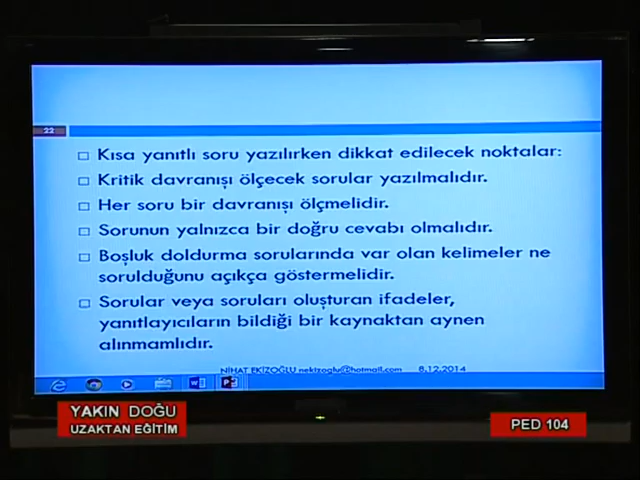 22
Kısa yanıtlı soru yazılırken dikkat edilecek noktalar:
Kritik davranışı ölçecek sorular yazılmalıdır.
Her soru bir davranışı ölçmelidir.
Sorunun yalnızca bir doğru cevabı olmalıdır.
Boşluk doldurma sorularında var olan kelimeler ne
sorulduğunu açıkça göstermelidir.
Sorular veya soruları oluşturan ifadeler,
yanıtlayıcıların bildiği bir kaynaktan aynen
alınmamlıdır.
NİHAT EKİZOĞLU nekizoglu@hotmail.com 8.12.2014
YAKIN DOĞU
UZAKTAN EĞİTİM
PED 104